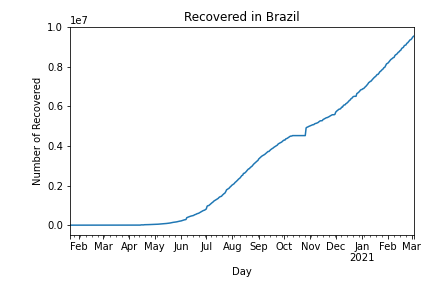 Recovered in Brazil
1e7
1.0
0.8
0.6
0.4
0.2
0.0
Number of Recovered
Feb Mar Apr May Jun Jul Aug Sep Oct Nov Dec Jan Feb Mar
2021
Day